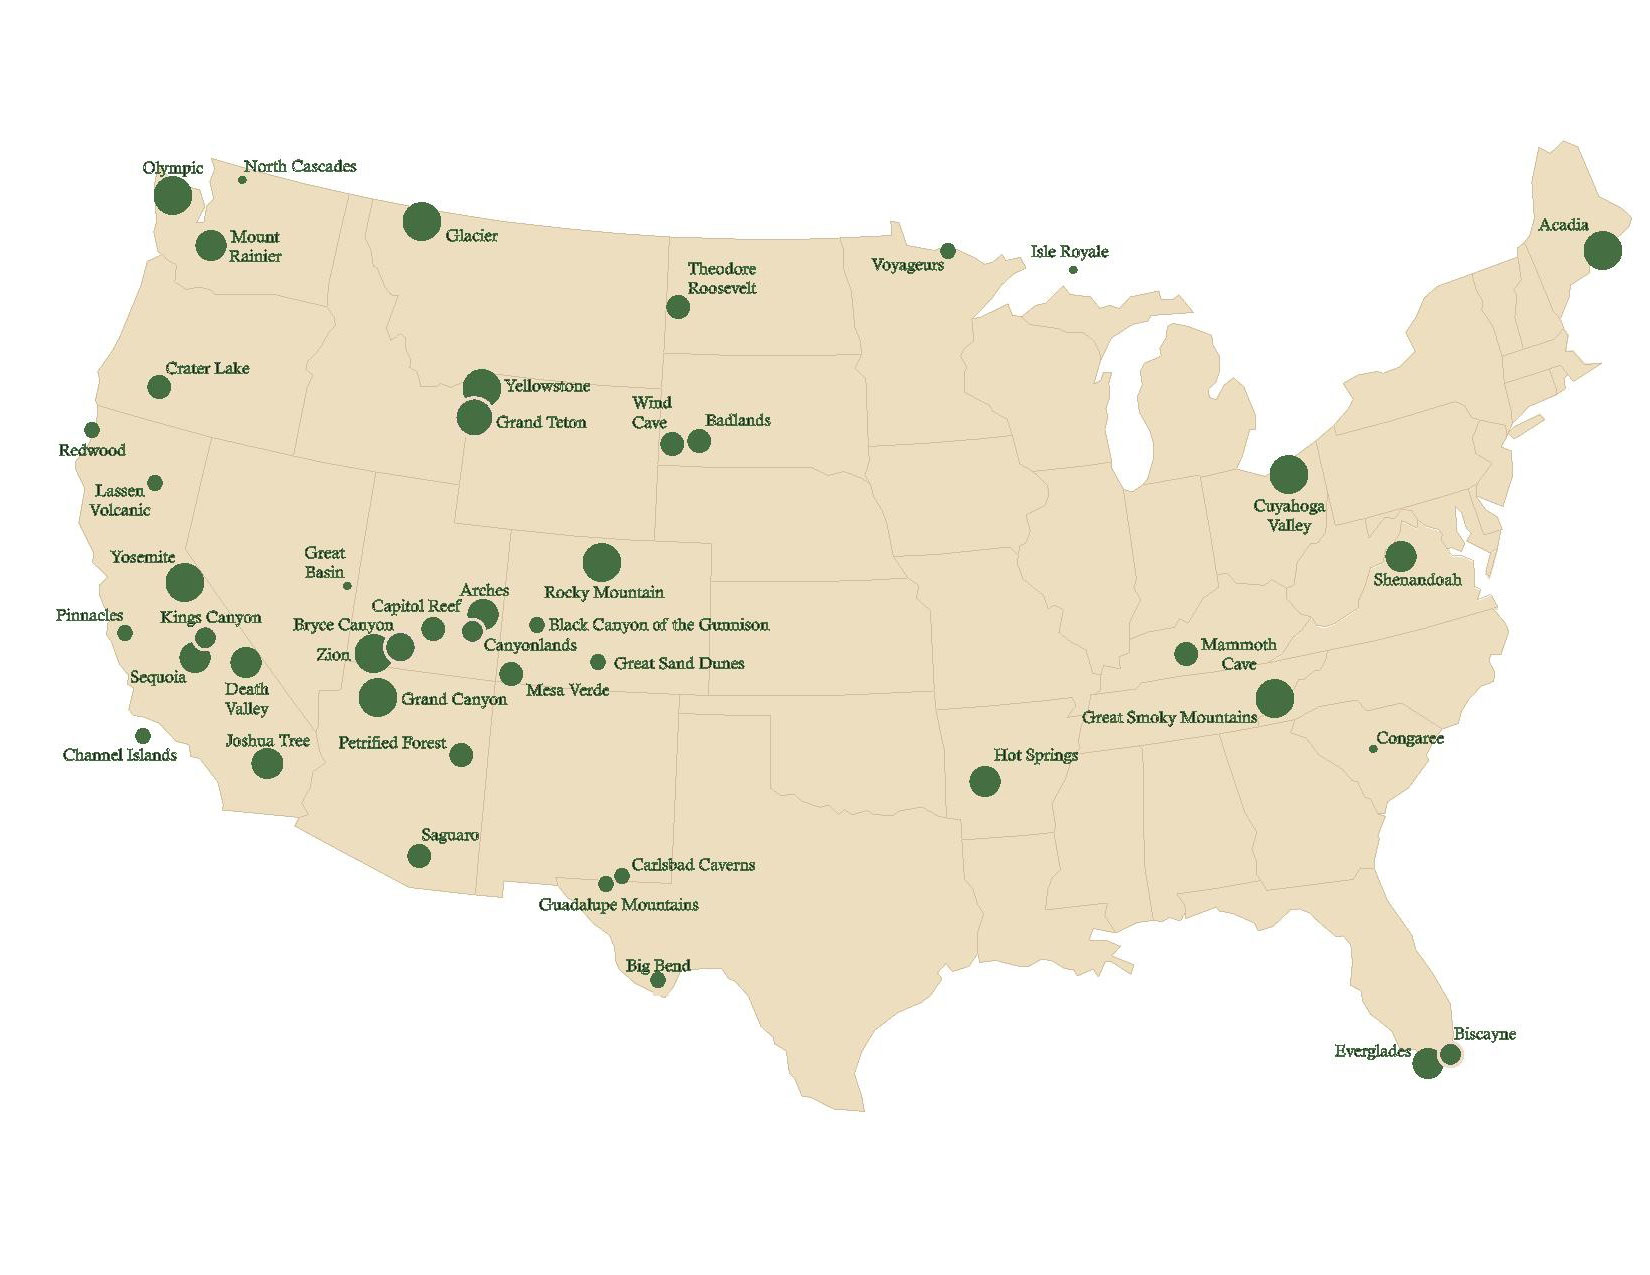 Olympic
North Cascades
Mount
Rainier
Glacier
Theodore
Roosevelt
Voyageurs
Isle Royale
Acadia
Crater Lake
Yellowstone
Grand Teton
Wind
Cave
Badlands
Redwood
Lassen
Volcanic
Cuyahoga
Valley
Yosemite
Great
Basin
Rocky Mountain
Shenandoah
Arches
Capitol Reef
Pinnacles
Kings Canyon
Bryce Canyon
Black Canyon of the Gunnison
Canyonlands
Zion
Mammoth
Cave
Great Sand Dunes
Sequoia
Death
Valley
Mesa Verde
Grand Canyon
Great Smoky Mountains
Joshua Tree
Petrified Forest
Congaree
Channel Islands
Hot Springs
Saguaro
Carlsbad Caverns
Guadalupe Mountains
Big Bend
Biscayne
Everglades